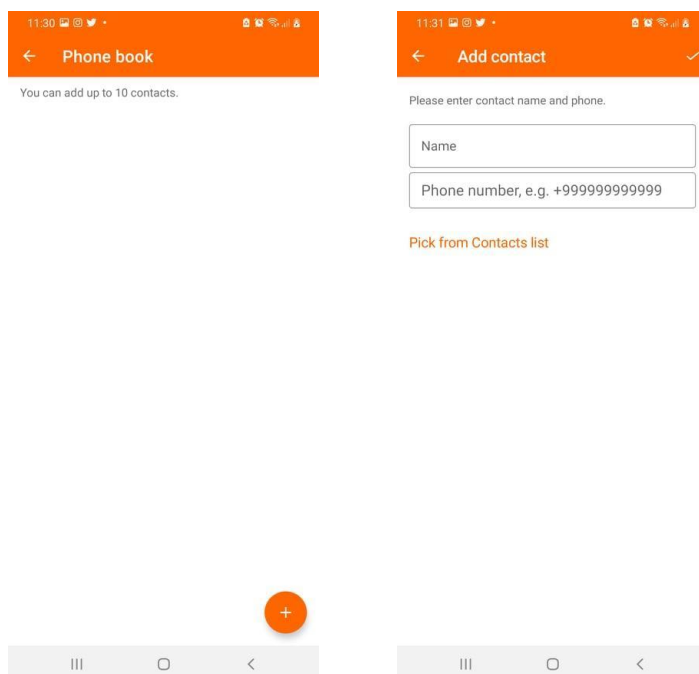 11:30
Phone book
You can add up to 10 contacts.
+
11:31
Add contact
Please enter contact name and phone.
Name
Phone number, e.g. +999999999999
Pick from Contacts list